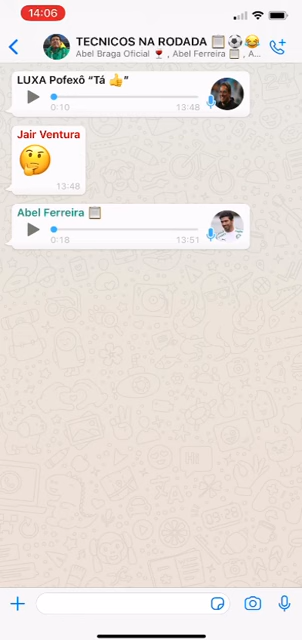 14:06
TECNICOS NA RODADA 📋⚽😂
Abel Braga Oficial 🍷, Abel Ferreira 📋, A...
LUXA Pofexô “Tá 👍”
0:10 13:48
Jair Ventura
🤔
13:48
Abel Ferreira 📋
0:18 13:51